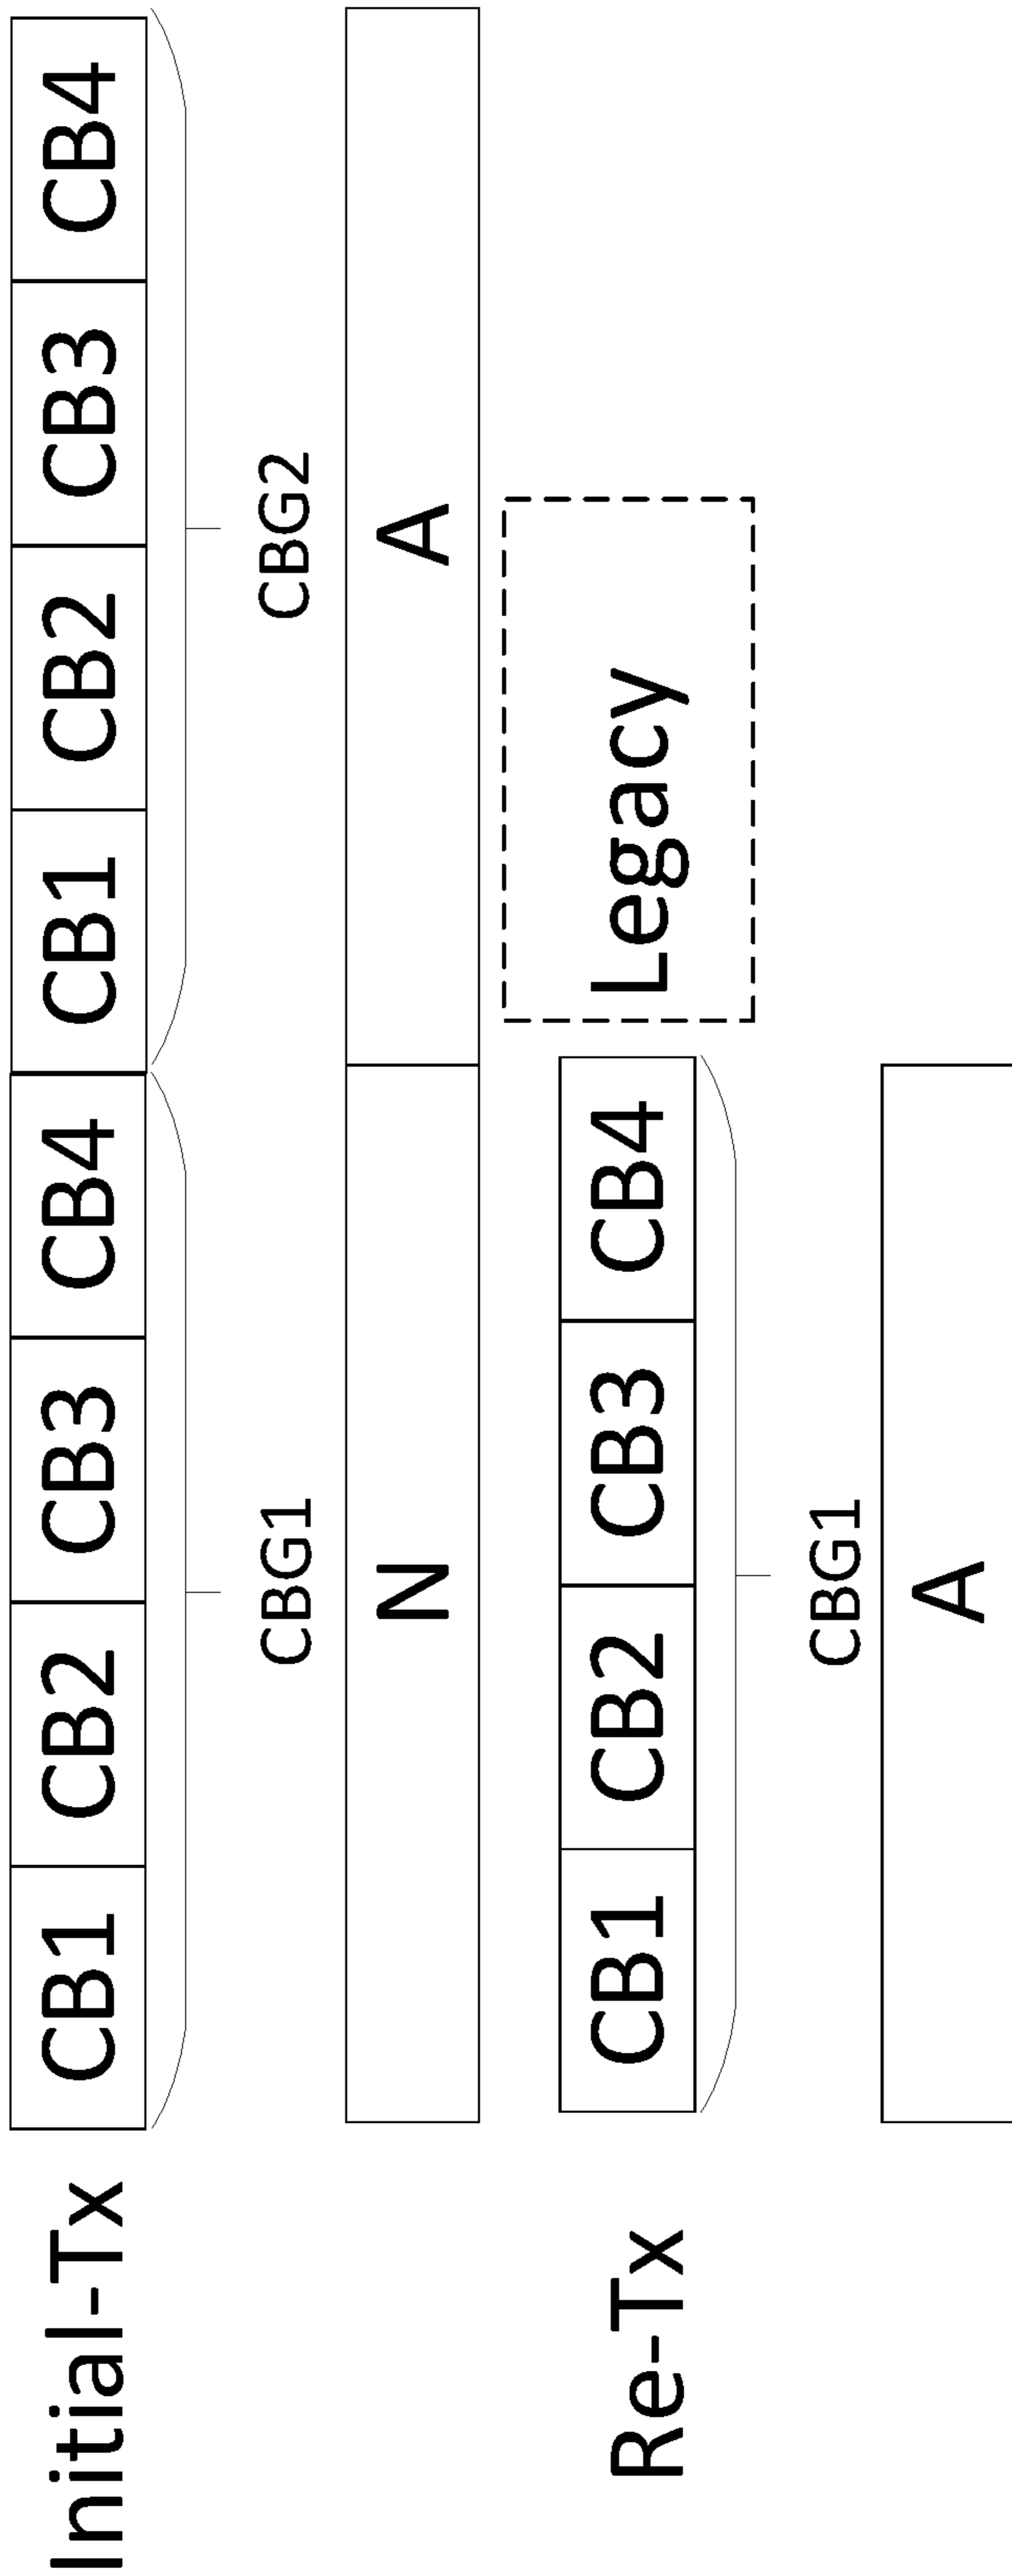 Initial-Tx CB1 CB2 CB3 CB4 CB1 CB2 CB3 CB4
CBG1 CBG2
N A
Re-Tx CB1 CB2 CB3 CB4 Legacy
CBG1
A